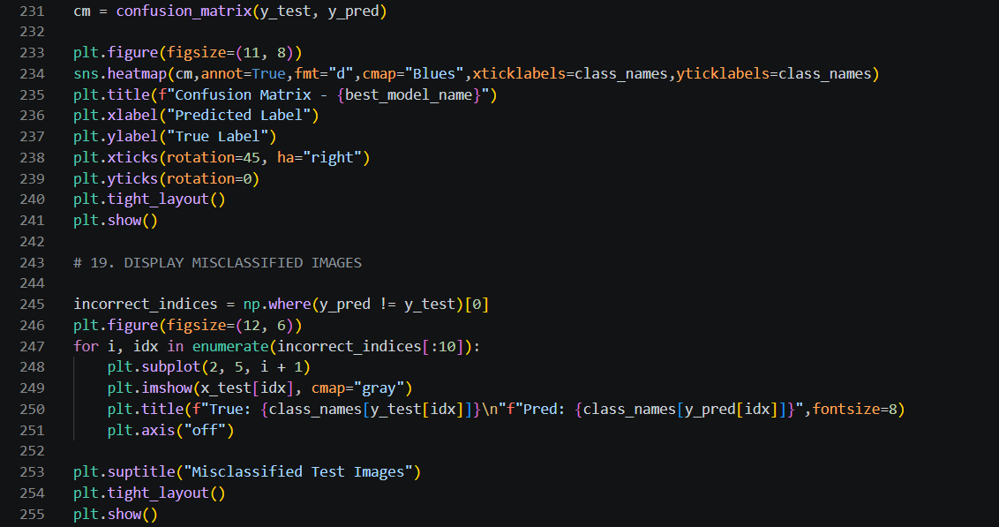 231 cm = confusion_matrix(y_test, y_pred)
232
233 plt.figure(figsize=(11, 8))
234 sns.heatmap(cm,annot=True,fmt="d",cmap="Blues",xticklabels=class_names,yticklabels=class_names)
235 plt.title(f"Confusion Matrix - {best_model_name}")
236 plt.xlabel("Predicted Label")
237 plt.ylabel("True Label")
238 plt.xticks(rotation=45, ha="right")
239 plt.yticks(rotation=0)
240 plt.tight_layout()
241 plt.show()
242
243 # 19. DISPLAY MISCLASSIFIED IMAGES
244
245 incorrect_indices = np.where(y_pred != y_test)[0]
246 plt.figure(figsize=(12, 6))
247 for i, idx in enumerate(incorrect_indices[:10]):
248     plt.subplot(2, 5, i + 1)
249     plt.imshow(x_test[idx], cmap="gray")
250     plt.title(f"True: {class_names[y_test[idx]]}\n"f"Pred: {class_names[y_pred[idx]]}",fontsize=8)
251     plt.axis("off")
252
253 plt.suptitle("Misclassified Test Images")
254 plt.tight_layout()
255 plt.show()